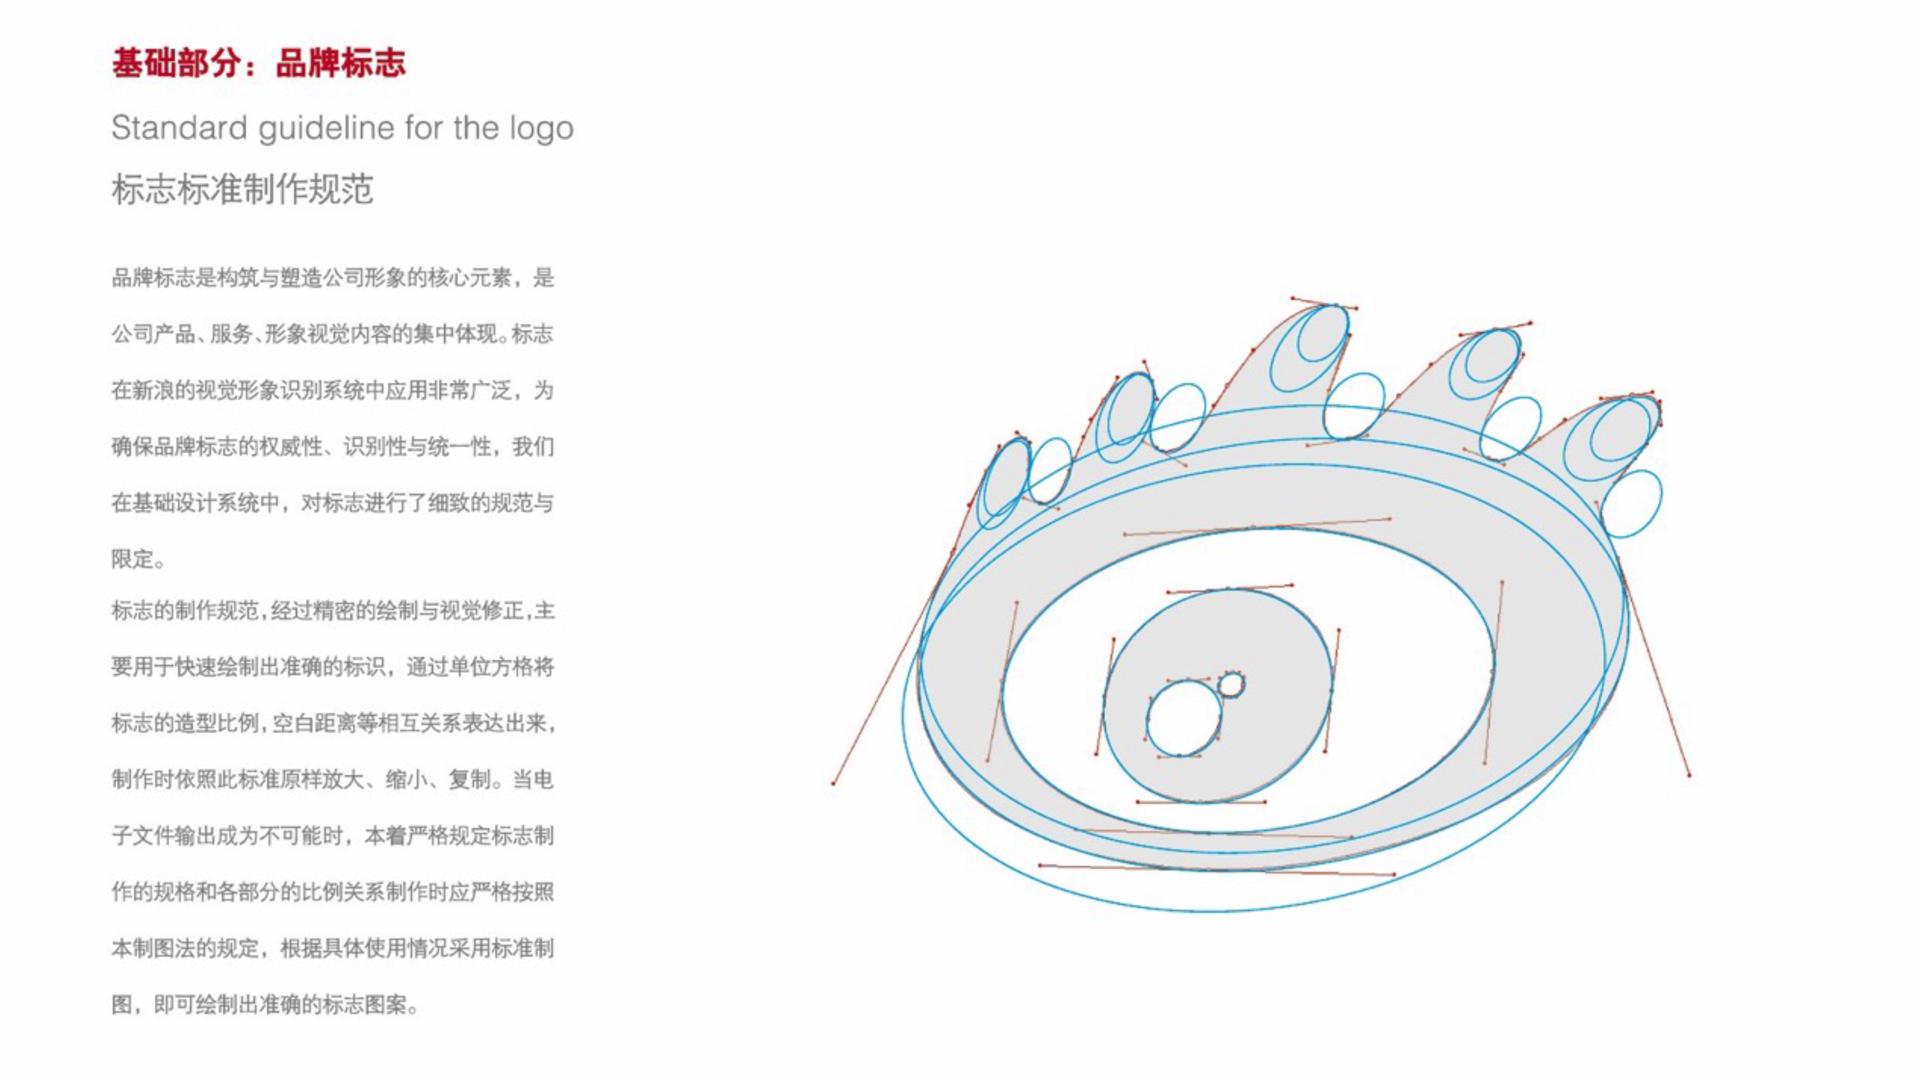 基础部分：品牌标志
Standard guideline for the logo
标志标准制作规范
品牌标志是构筑与塑造公司形象的核心元素，是
公司产品、服务、形象视觉内容的集中体现。标志
在新浪的视觉形象识别系统中应用非常广泛，为
确保品牌标志的权威性、识别性与统一性，我们
在基础设计系统中，对标志进行了细致的规范与
限定。
标志的制作规范，经过精密的绘制与视觉修正，主
要用于快速绘制出准确的标识，通过单位方格将
标志的造型比例，空白距离等相互关系表达出来，
制作时依照此标准原样放大、缩小、复制。当电
子文件输出成为不可能时，本着严格规定标志制
作的规格和各部分的比例关系制作时应严格按照
本制图法的规定，根据具体使用情况采用标准制
图，即可绘制出准确的标志图案。